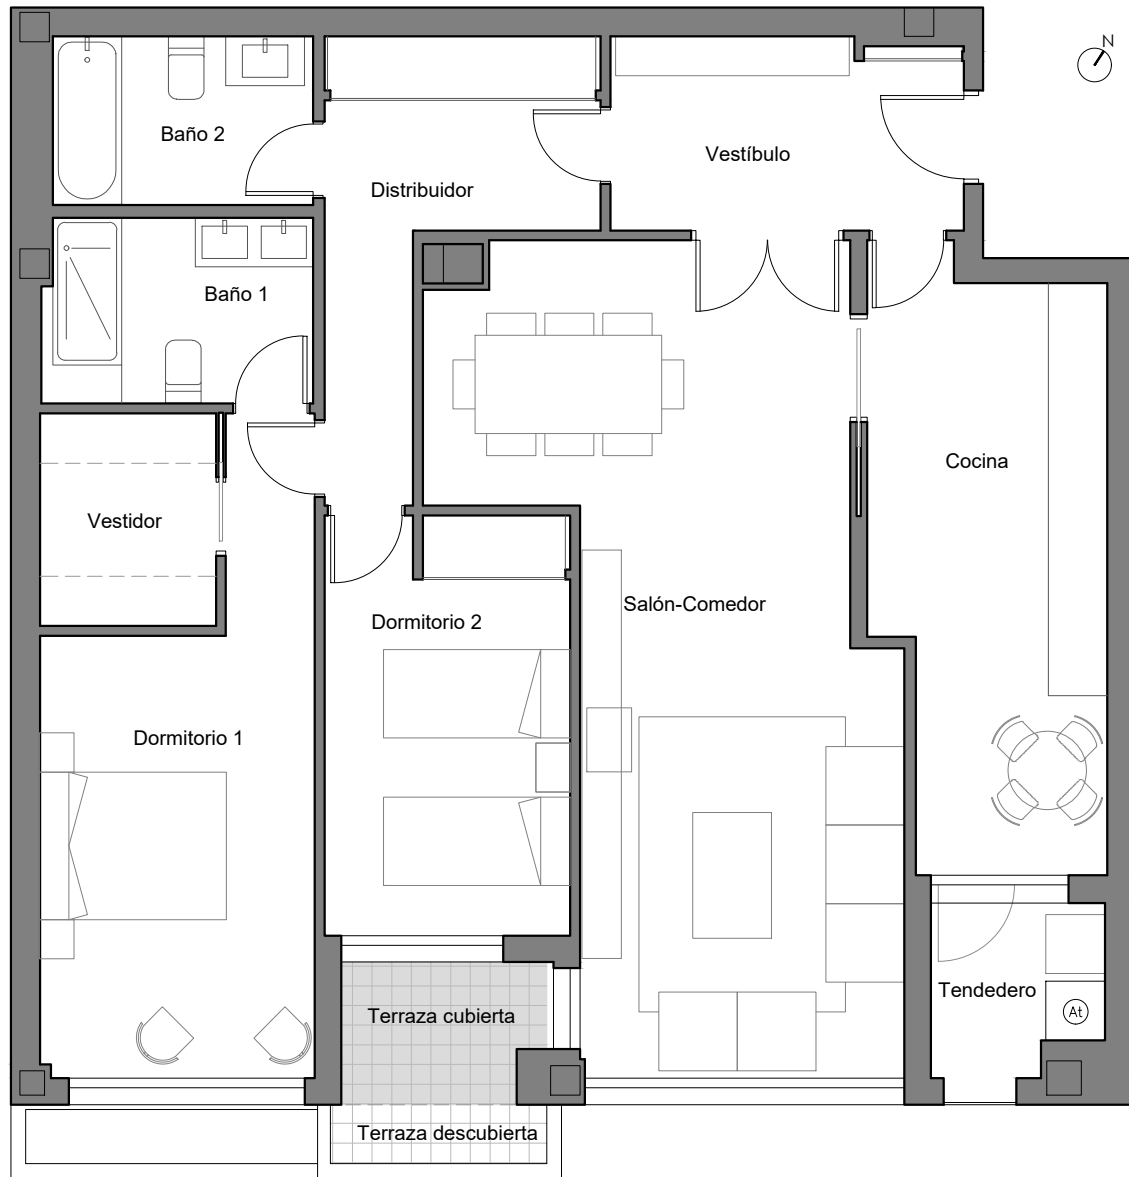 N
Baño 2
Vestíbulo
Distribuidor
Baño 1
Cocina
Vestidor
Salón-Comedor
Dormitorio 2
Dormitorio 1
Tendedero
At
Terraza cubierta
Terraza descubierta